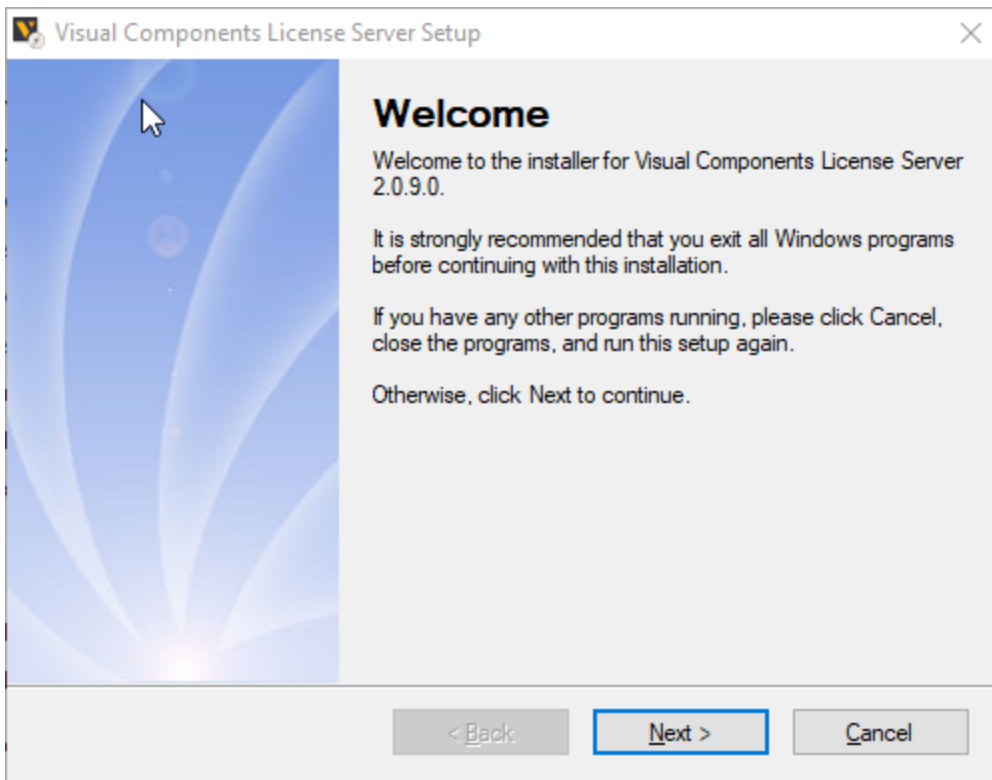 Visual Components License Server Setup
Welcome
Welcome to the installer for Visual Components License Server
2.0.9.0.
It is strongly recommended that you exit all Windows programs
before continuing with this installation.
If you have any other programs running, please click Cancel,
close the programs, and run this setup again.
Otherwise, click Next to continue.
< Back
Next >
Cancel